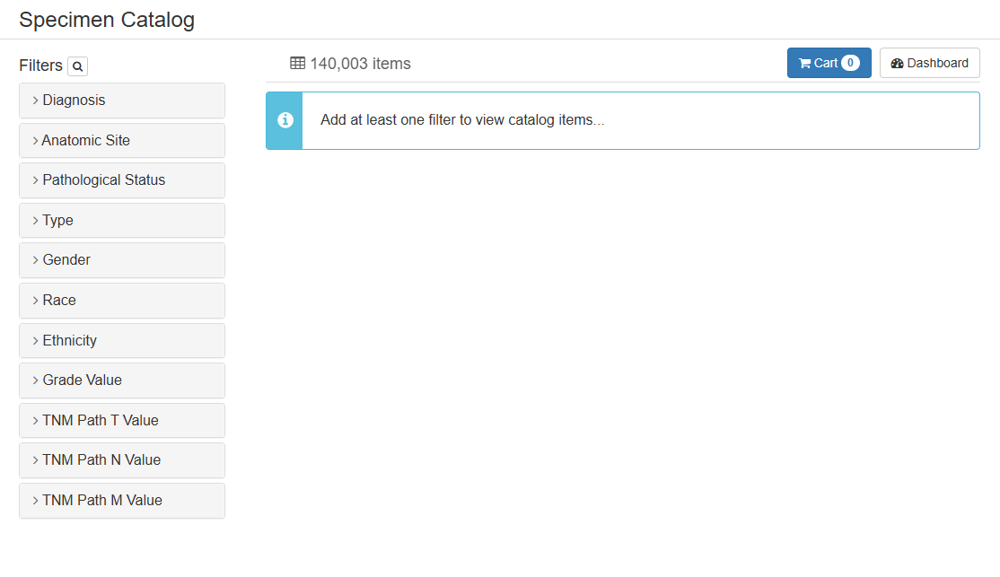 Specimen Catalog
Filters
140,003 items
Cart 0
Dashboard
Diagnosis
Anatomic Site
Pathological Status
Type
Gender
Race
Ethnicity
Grade Value
TNM Path T Value
TNM Path N Value
TNM Path M Value
Add at least one filter to view catalog items...